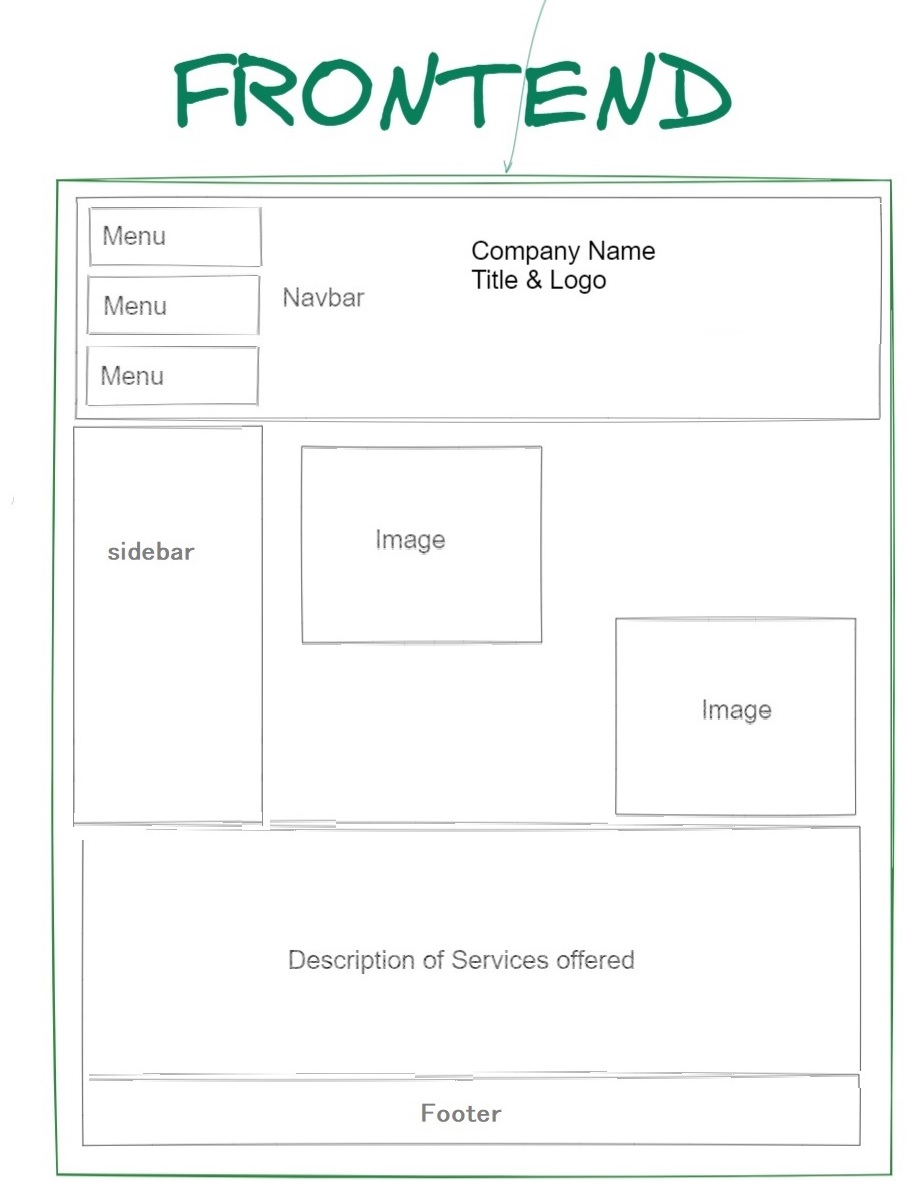 FRONTEND
Menu
Company Name
Title & Logo
Navbar
Menu
Menu
sidebar
Image
Image
Description of Services offered
Footer